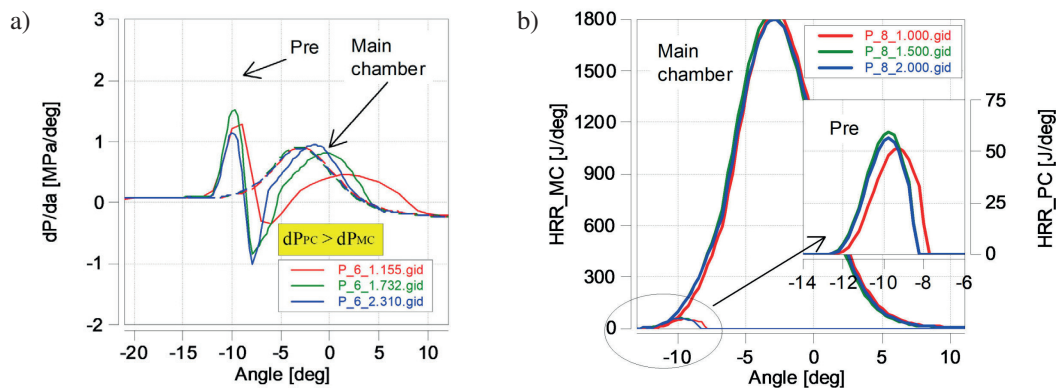 a)
dP/da [MPa/deg]
3
2
1
0
-1
-2
Pre
Main
chamber
dPPC > dPMC
P_6_1.155.gid
P_6_1.732.gid
P_6_2.310.gid
-20 -15 -10 -5 0 5 10
Angle [deg]
b)
HRR_MC [J/deg]
1800
1500
1200
900
600
300
0
Main
chamber
P_8_1.000.gid
P_8_1.500.gid
P_8_2.000.gid
Pre
75
50
25
0
HRR_PC [J/deg]
-14 -12 -10 -8 -6
-10 -5 0 5 10
Angle [deg]